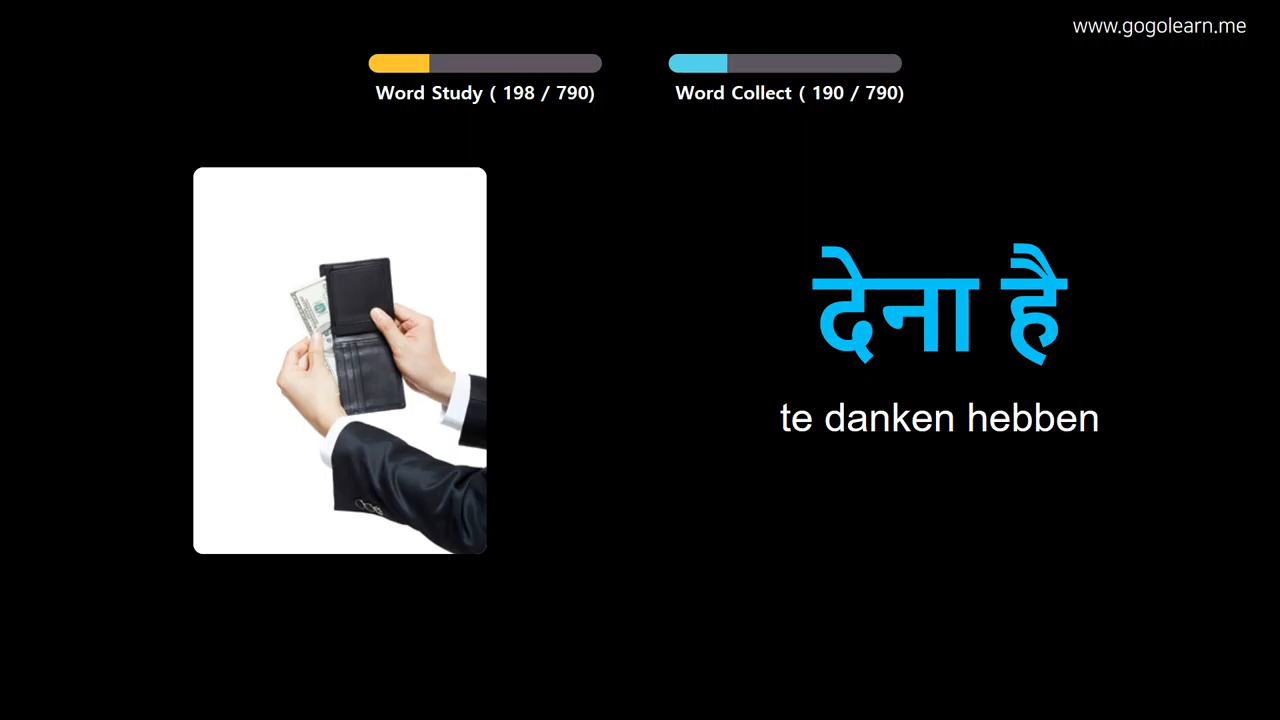 www.gogolearn.me
Word Study ( 198 / 790)
Word Collect ( 190 / 790)
देना है
te danken hebben